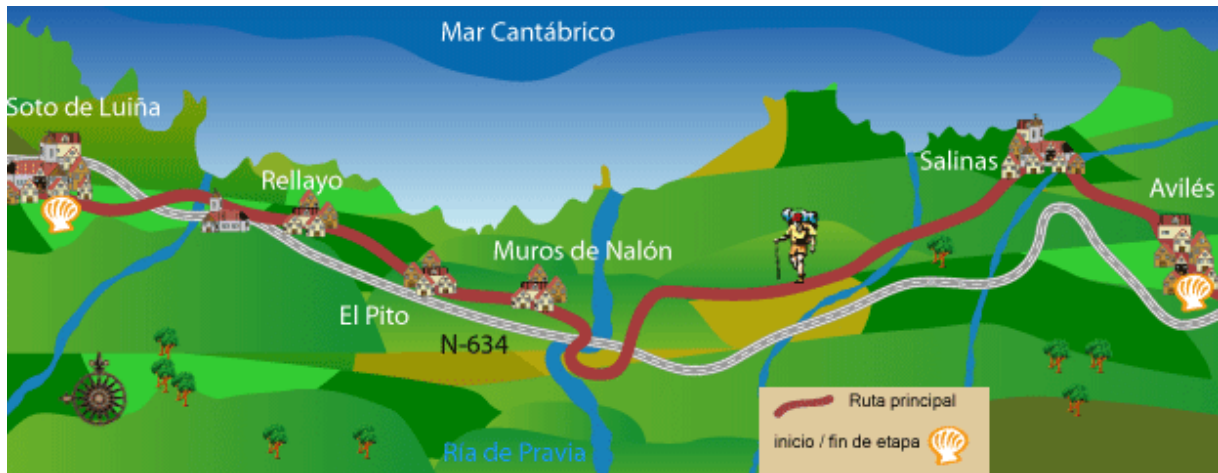 Mar Cantábrico
Soto de Luiña
Rellayo
Salinas
Avilés
Muros de Nalón
El Pito
N-634
Ruta principal
inicio / fin de etapa
Ría de Pravia